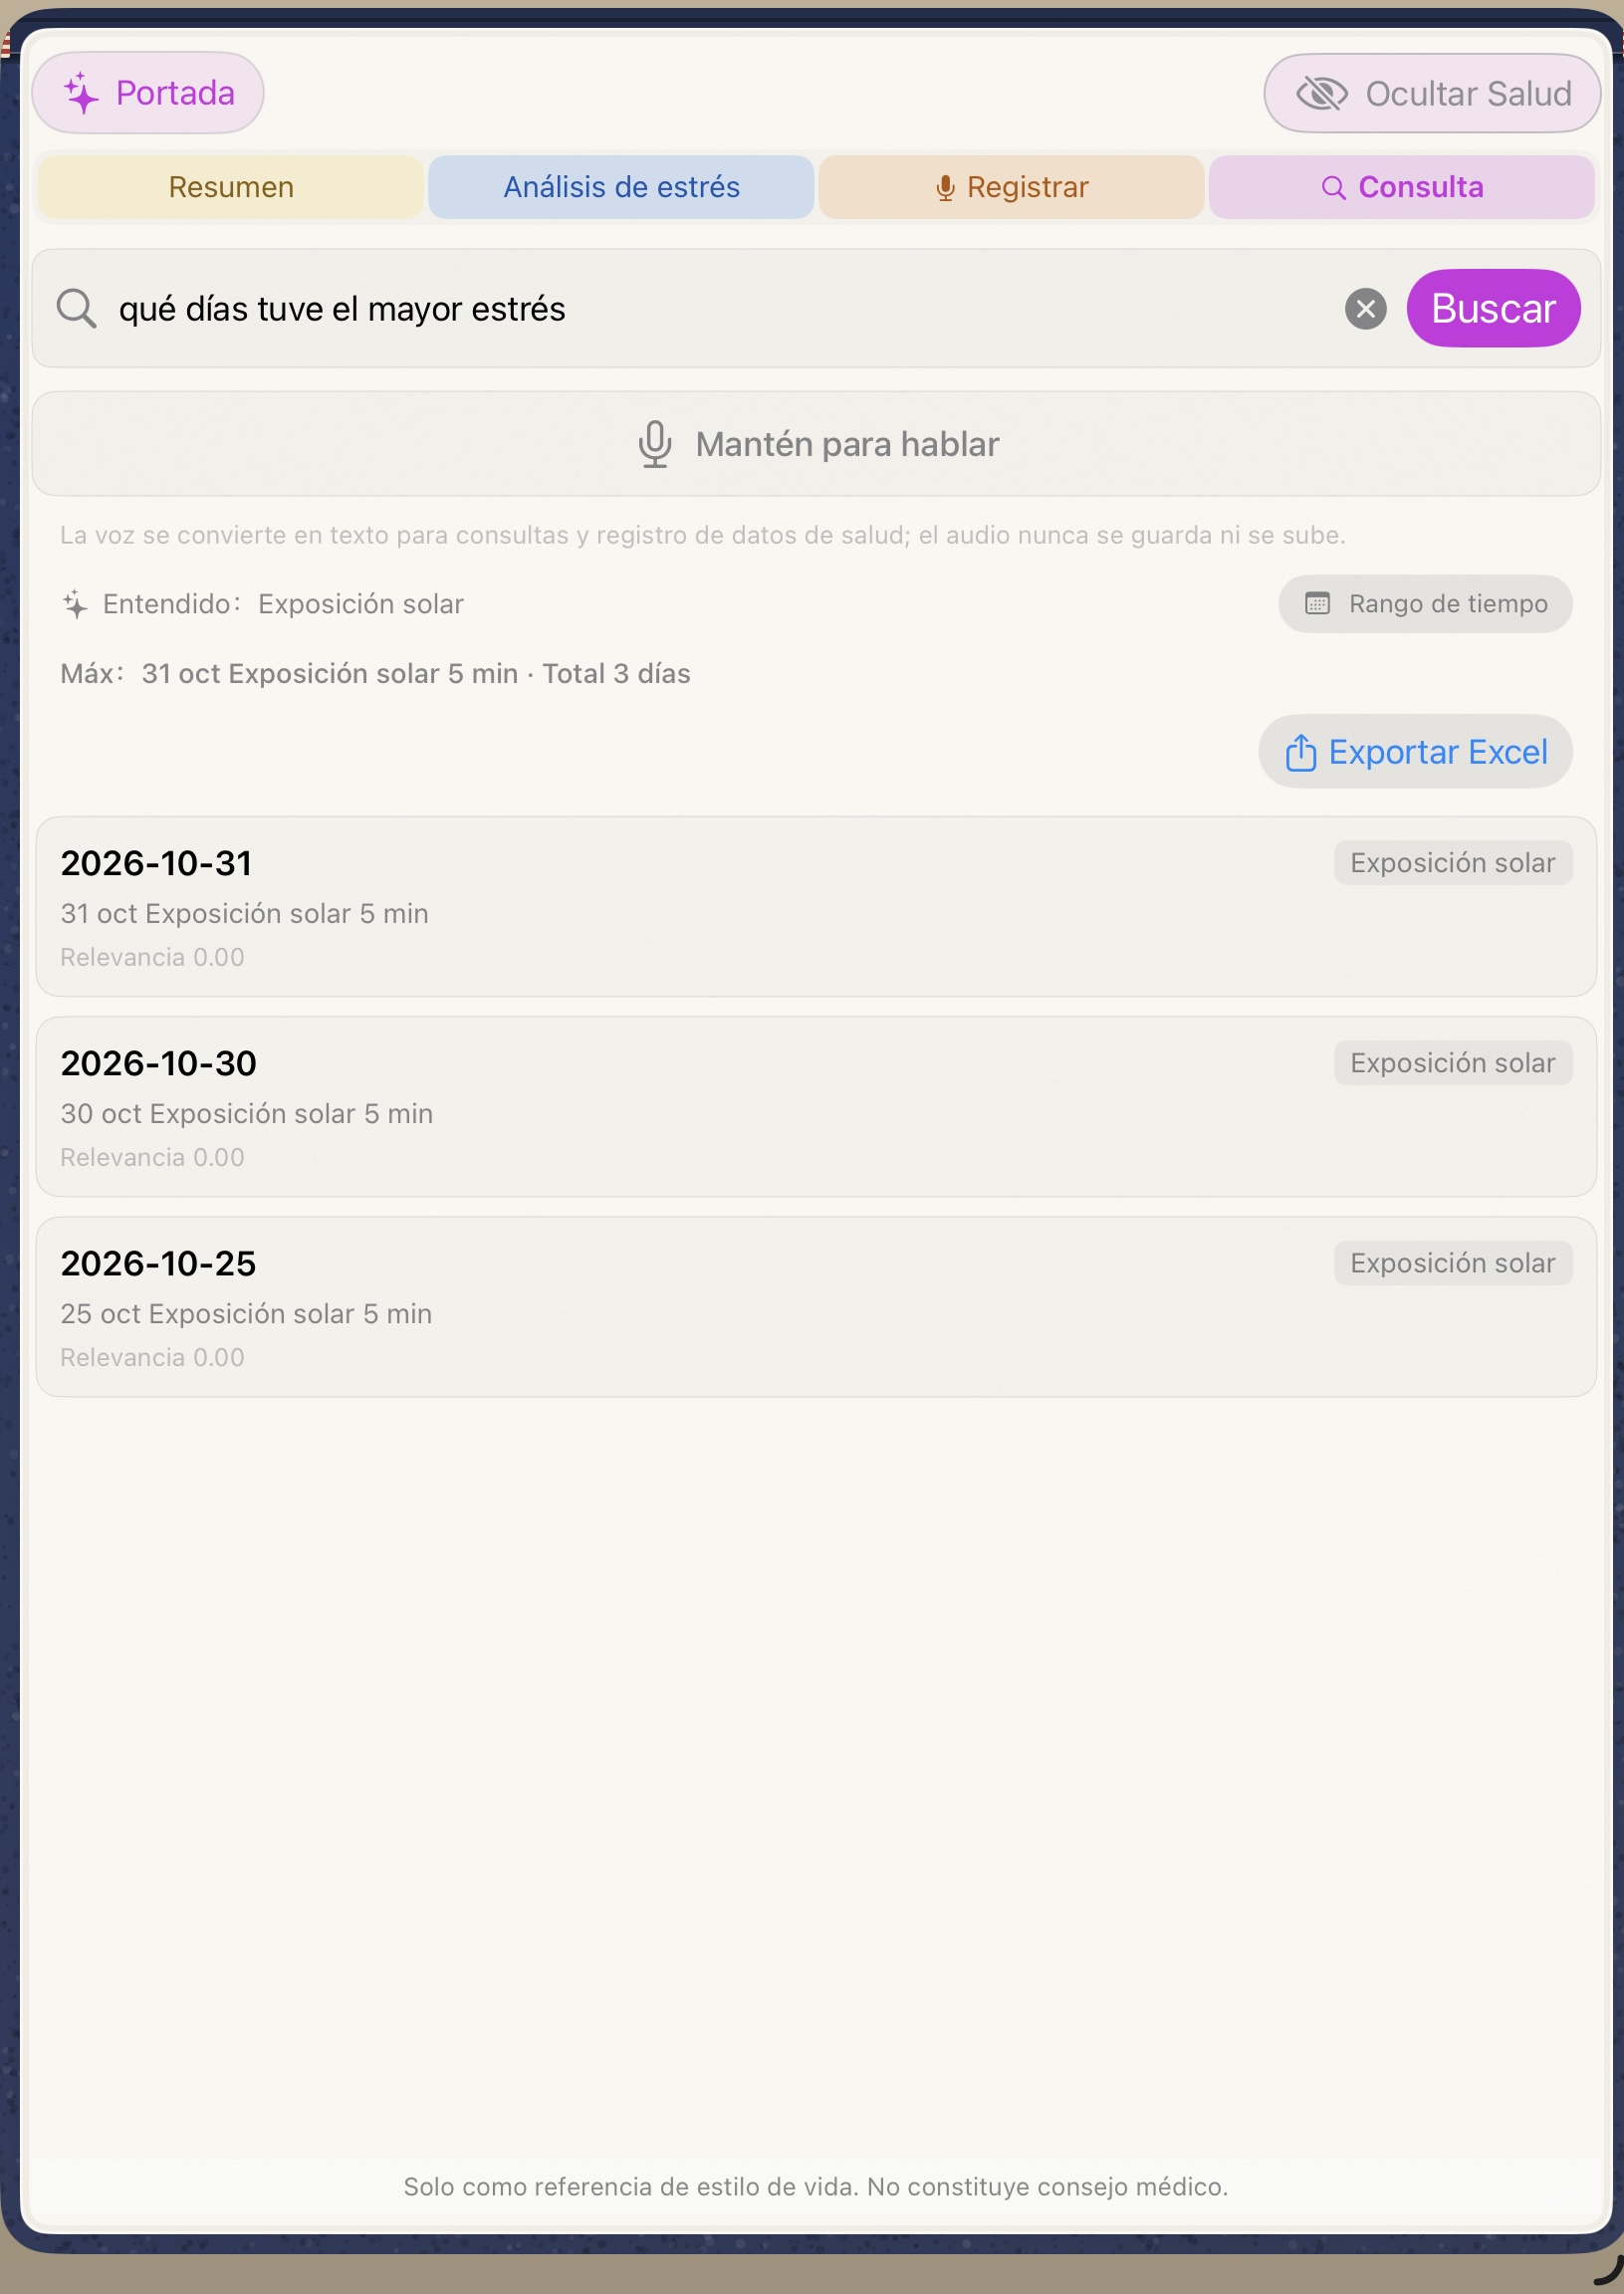 Portada
Ocultar Salud
Resumen
Análisis de estrés
Registrar
Consulta
qué días tuve el mayor estrés
Buscar
Mantén para hablar
La voz se convierte en texto para consultas y registro de datos de salud; el audio nunca se guarda ni se sube.
Entendido: Exposición solar
Rango de tiempo
Máx: 31 oct Exposición solar 5 min · Total 3 días
Exportar Excel
2026-10-31
Exposición solar
31 oct Exposición solar 5 min
Relevancia 0.00
2026-10-30
Exposición solar
30 oct Exposición solar 5 min
Relevancia 0.00
2026-10-25
Exposición solar
25 oct Exposición solar 5 min
Relevancia 0.00
Solo como referencia de estilo de vida. No constituye consejo médico.